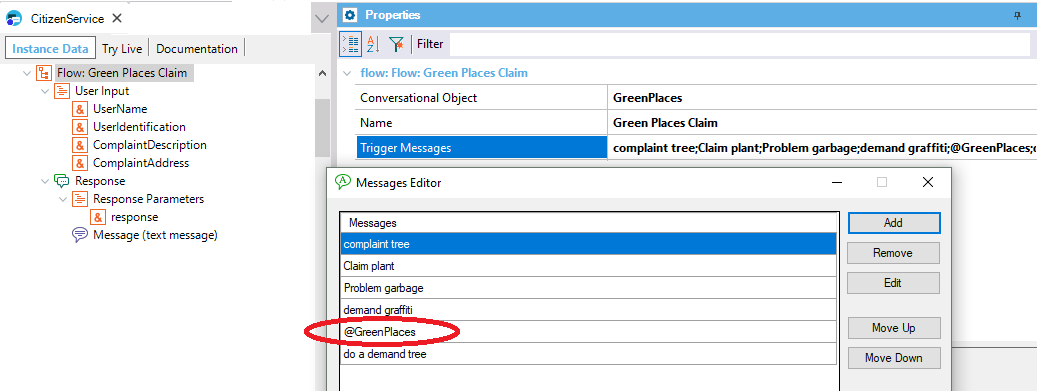 CitizenService
Properties
Instance Data
Try Live
Documentation
Filter
Flow: Green Places Claim
User Input
UserName
UserIdentification
ComplaintDescription
ComplaintAddress
Response
Response Parameters
response
Message (text message)
flow: Flow: Green Places Claim
Conversational Object
GreenPlaces
Name
Green Places Claim
Trigger Messages
complaint tree;Claim plant;Problem garbage;demand graffiti;@GreenPlaces;
Messages Editor
Messages
complaint tree
Claim plant
Problem garbage
demand graffiti
@GreenPlaces
do a demand tree
Add
Remove
Edit
Move Up
Move Down